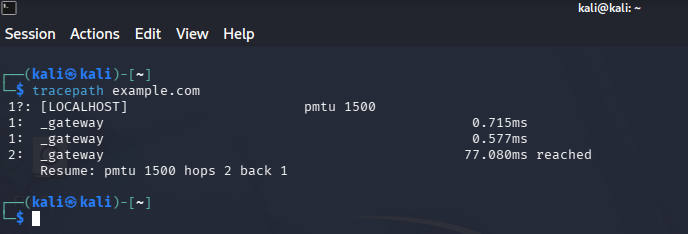 kali@kali: ~
Session Actions Edit View Help
┌──(kali㉿kali)-[~]
└─$ tracepath example.com
1?: [LOCALHOST] pmtu 1500
1: _gateway 0.715ms
1: _gateway 0.577ms
2: _gateway 77.080ms reached
Resume: pmtu 1500 hops 2 back 1
┌──(kali㉿kali)-[~]
└─$